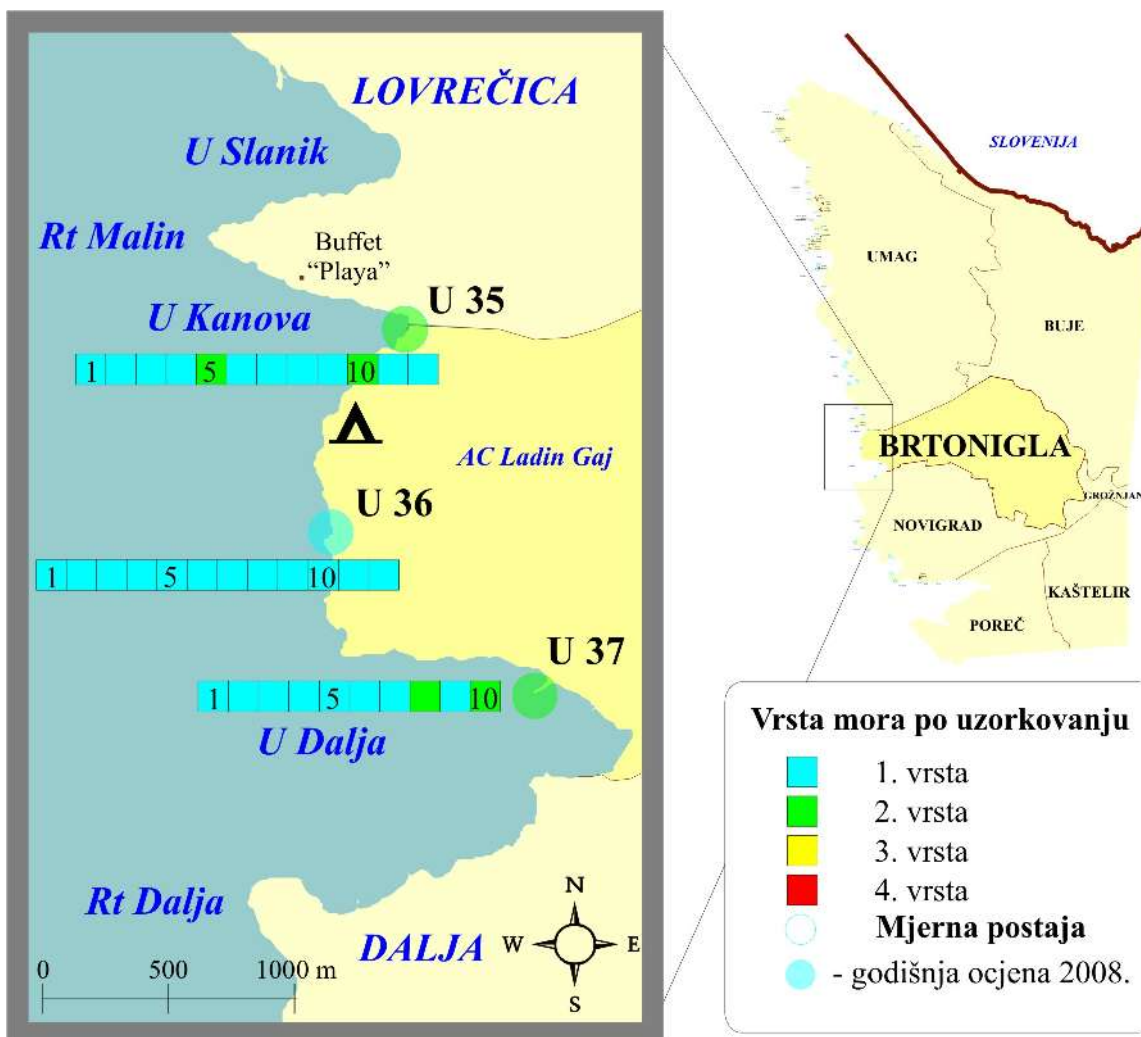 LOVREČICA
U Slanik
Rt Malin
Buffet
“Playa”
U 35
U Kanova
1 5 10
AC Ladin Gaj
U 36
1 5 10
U 37
1 5 10
U Dalja
Rt Dalja
DALJA
N
W E
S
0 500 1000 m
SLOVENIJA
UMAG
BUJE
BRTONIGLA
GROŽNJAN
NOVIGRAD
KAŠTELIR
POREČ
Vrsta mora po uzorkovanju
1. vrsta
2. vrsta
3. vrsta
4. vrsta
Mjerna postaja
- godišnja ocjena 2008.